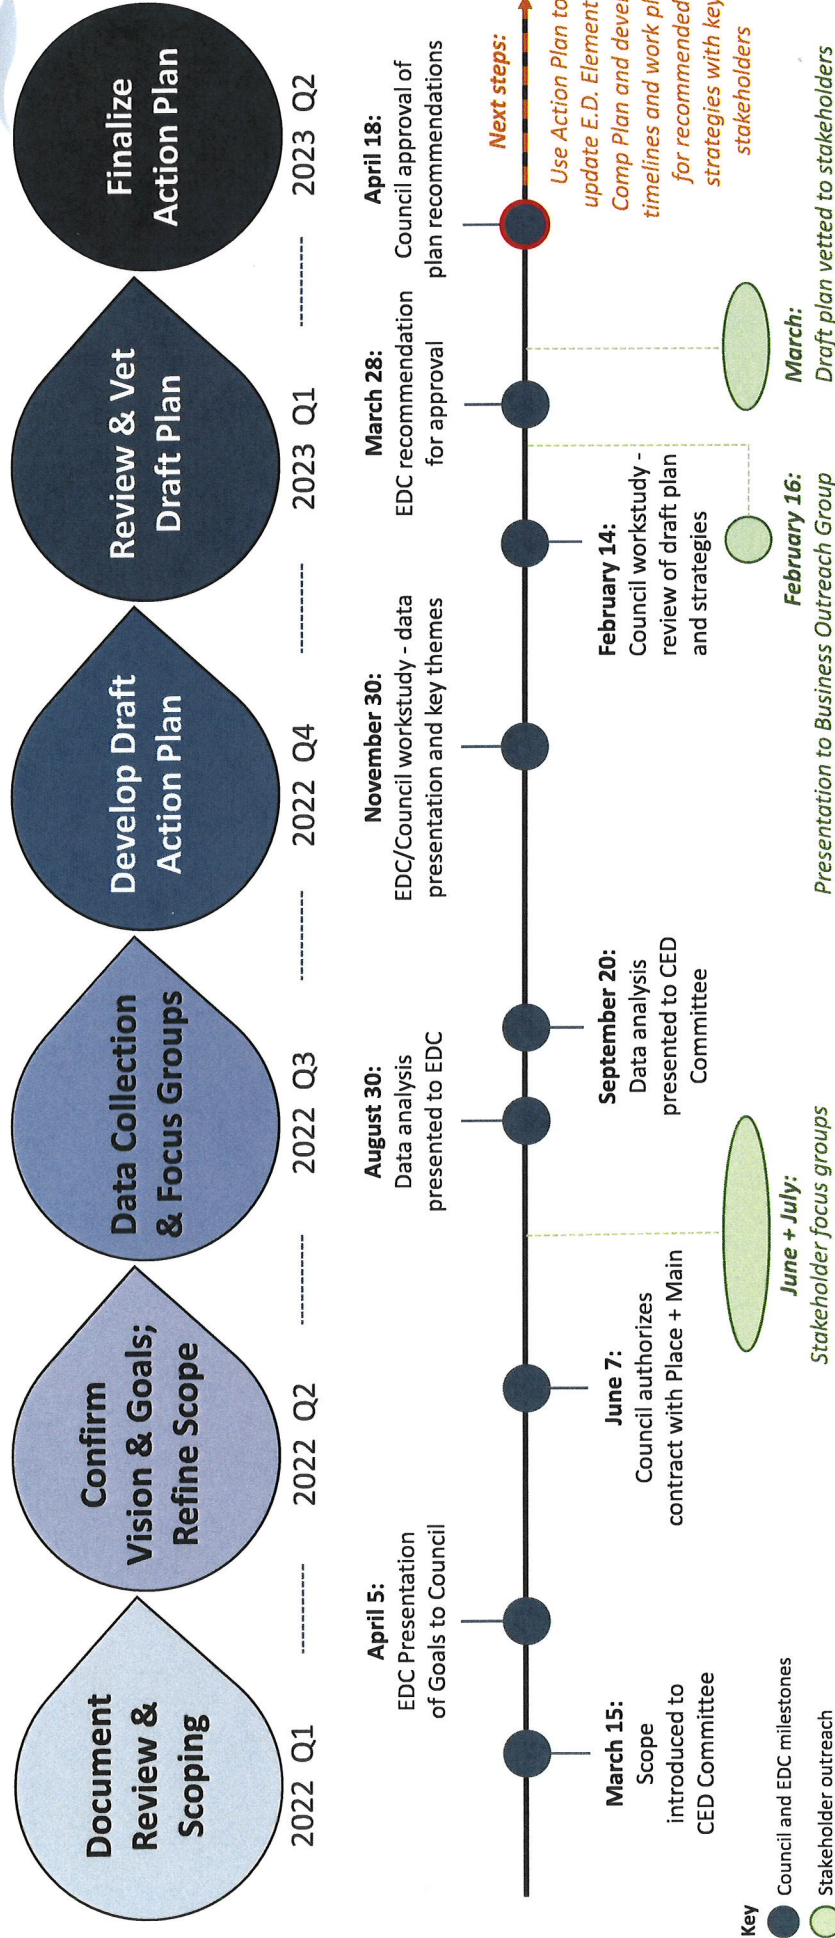 Document
Review &
Scoping
2022 Q1
Confirm
Vision & Goals;
Refine Scope
2022 Q2
Data Collection
& Focus Groups
2022 Q3
Develop Draft
Action Plan
2022 Q4
Review & Vet
Draft Plan
2023 Q1
Finalize
Action Plan
2023 Q2
April 5:
EDC Presentation
of Goals to Council
August 30:
Data analysis
presented to EDC
November 30:
EDC/Council workstudy - data
presentation and key themes
March 28:
EDC recommendation
for approval
April 18:
Council approval of
plan recommendations
Next steps:
Use Action Plan to
update E.D. Element
Comp Plan and
timelines and work
for recommended
strategies with key
stakeholders
March 15:
Scope
introduced to
CED Committee
June 7:
Council authorizes
contract with Place + Main
September 20:
Data analysis
presented to CED
Committee
February 14:
Council workstudy -
review of draft plan
and strategies
June + July:
Stakeholder focus groups
February 16:
Presentation to Business Outreach Group
March:
Draft plan vetted to stakeholders
Key
Council and EDC milestones
Stakeholder outreach